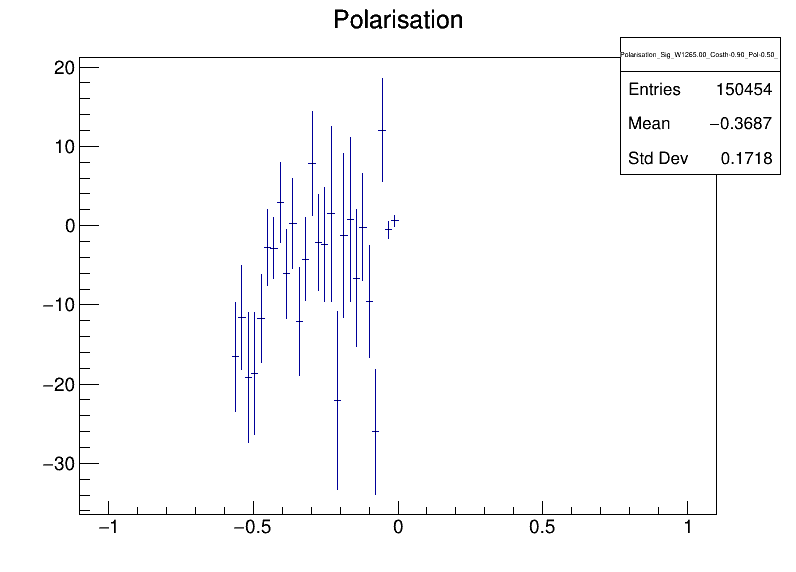 Polarisation
Polarisation_Sig_W1265.00_Costh-0.90_Pol-0.50_
Entries 150454
Mean −0.3687
Std Dev 0.1718
20
10
0
−10
−20
−30
−1 −0.5 0 0.5 1